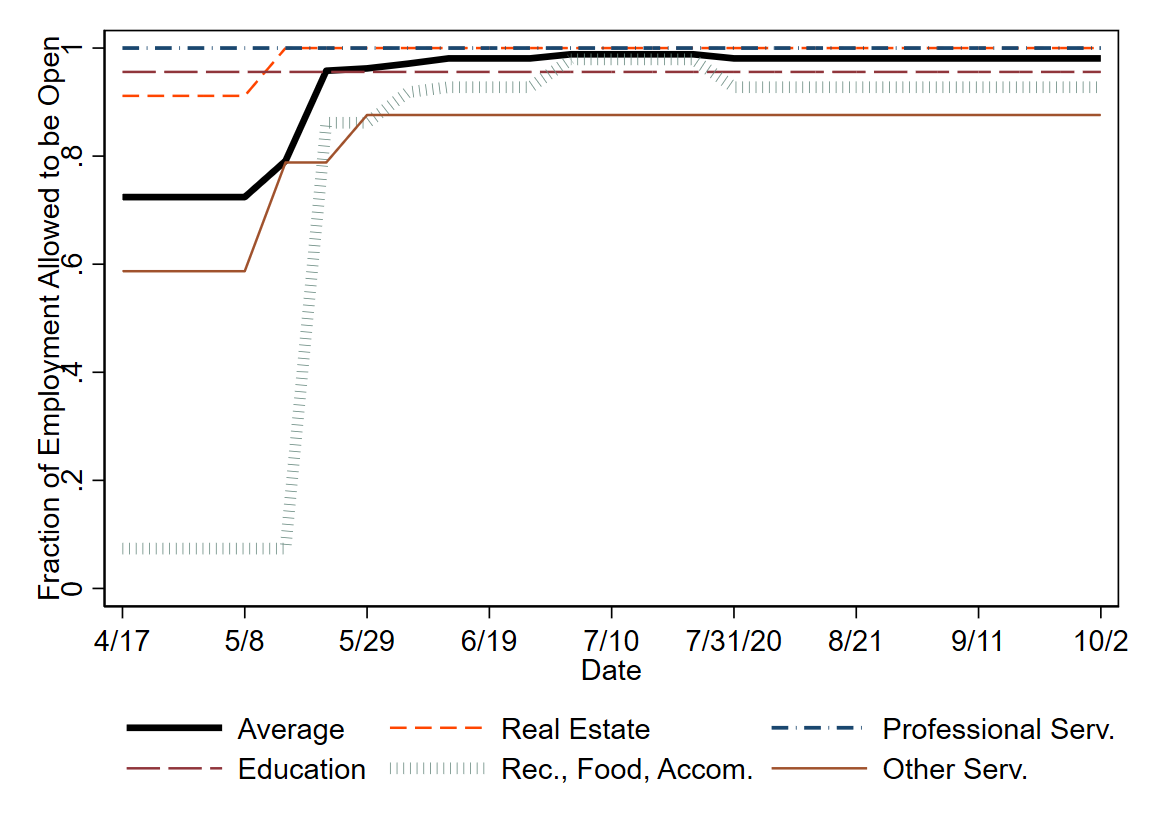 Fraction of Employment Allowed to be Open
1
.8
.6
.4
.2
0
4/17 5/8 5/29 6/19 7/10 7/31/20 8/21 9/11 10/2
Date
Average Real Estate Professional Serv.
Education Rec., Food, Accom. Other Serv.